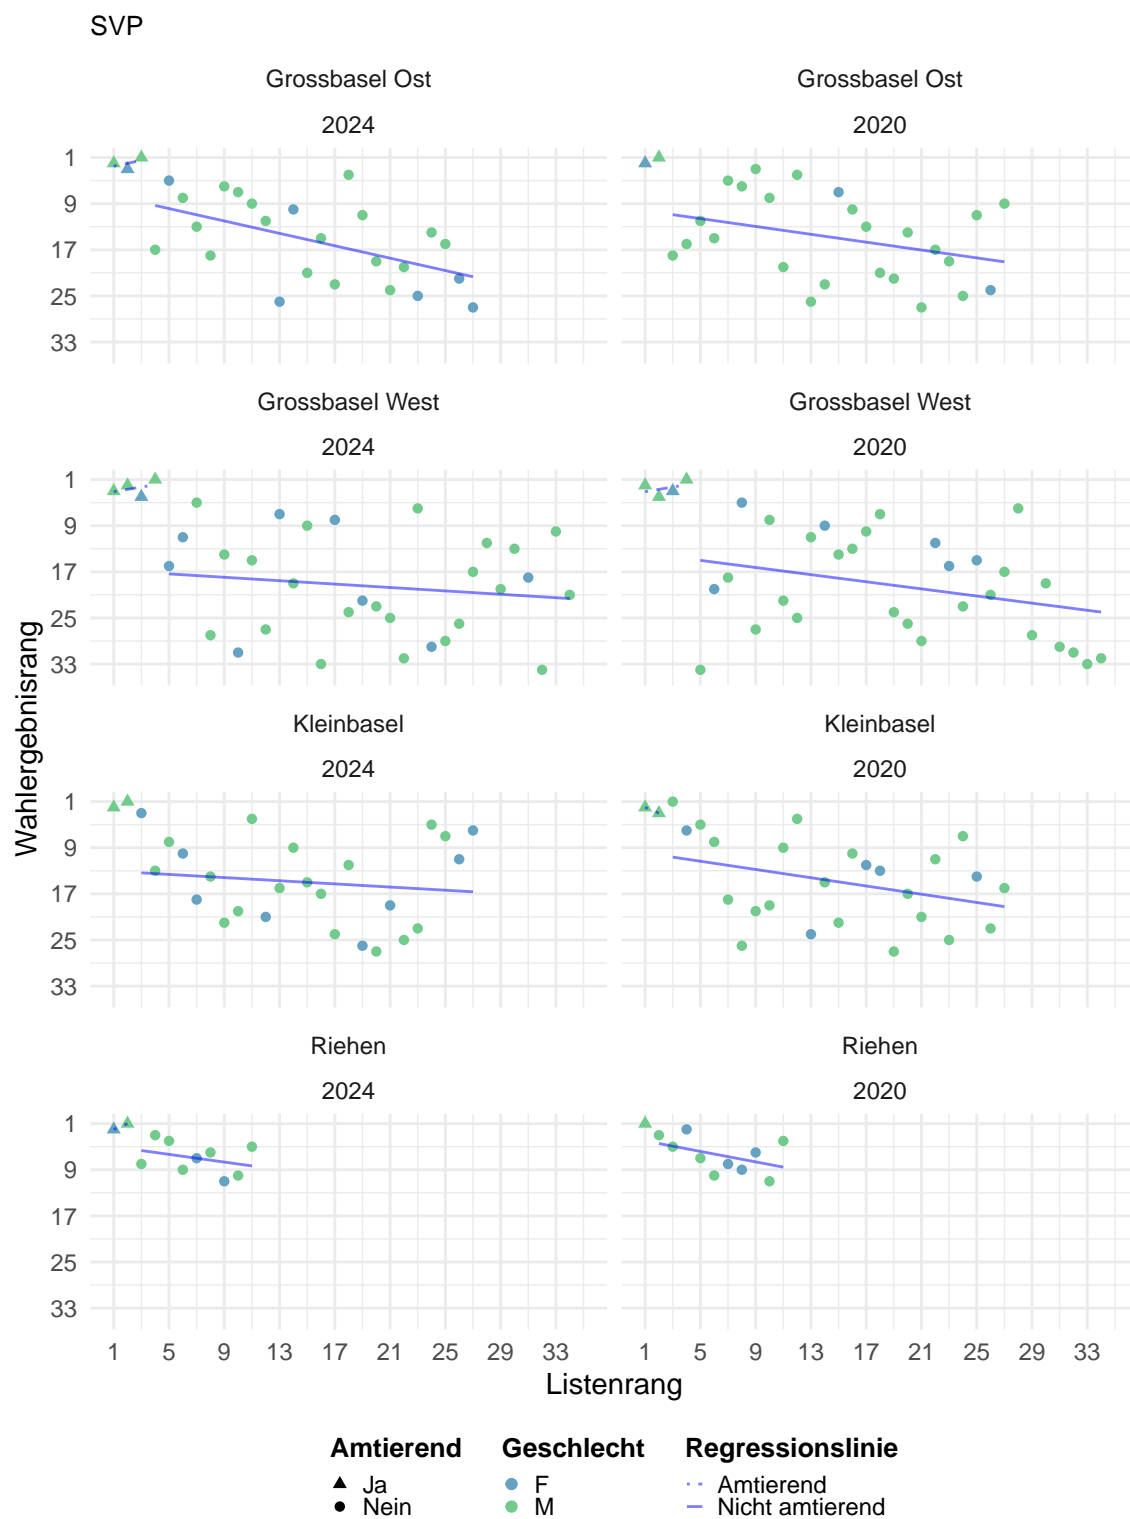 SVP
Grossbasel Ost
Grossbasel Ost
2024
2020
1
9
17
25
33
Grossbasel West
Grossbasel West
2024
2020
1
9
17
25
33
Wahlergebnisrang
Kleinbasel
Kleinbasel
2024
2020
1
9
17
25
33
Riehen
Riehen
2024
2020
1
9
17
25
33
1 5 9 13 17 21 25 29 33 1 5 9 13 17 21 25 29 33
Listenrang
Amtierend
Ja
Nein
Geschlecht
F
M
Regressionslinie
Amtierend
Nicht amtierend